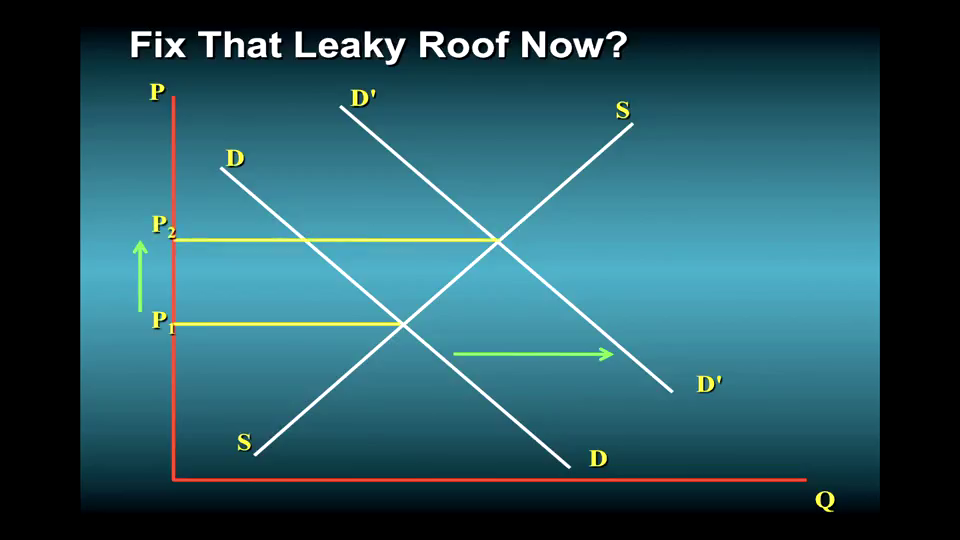 Fix That Leaky Roof Now?
P
D'
S
D
P2
P1
D'
S
D
Q